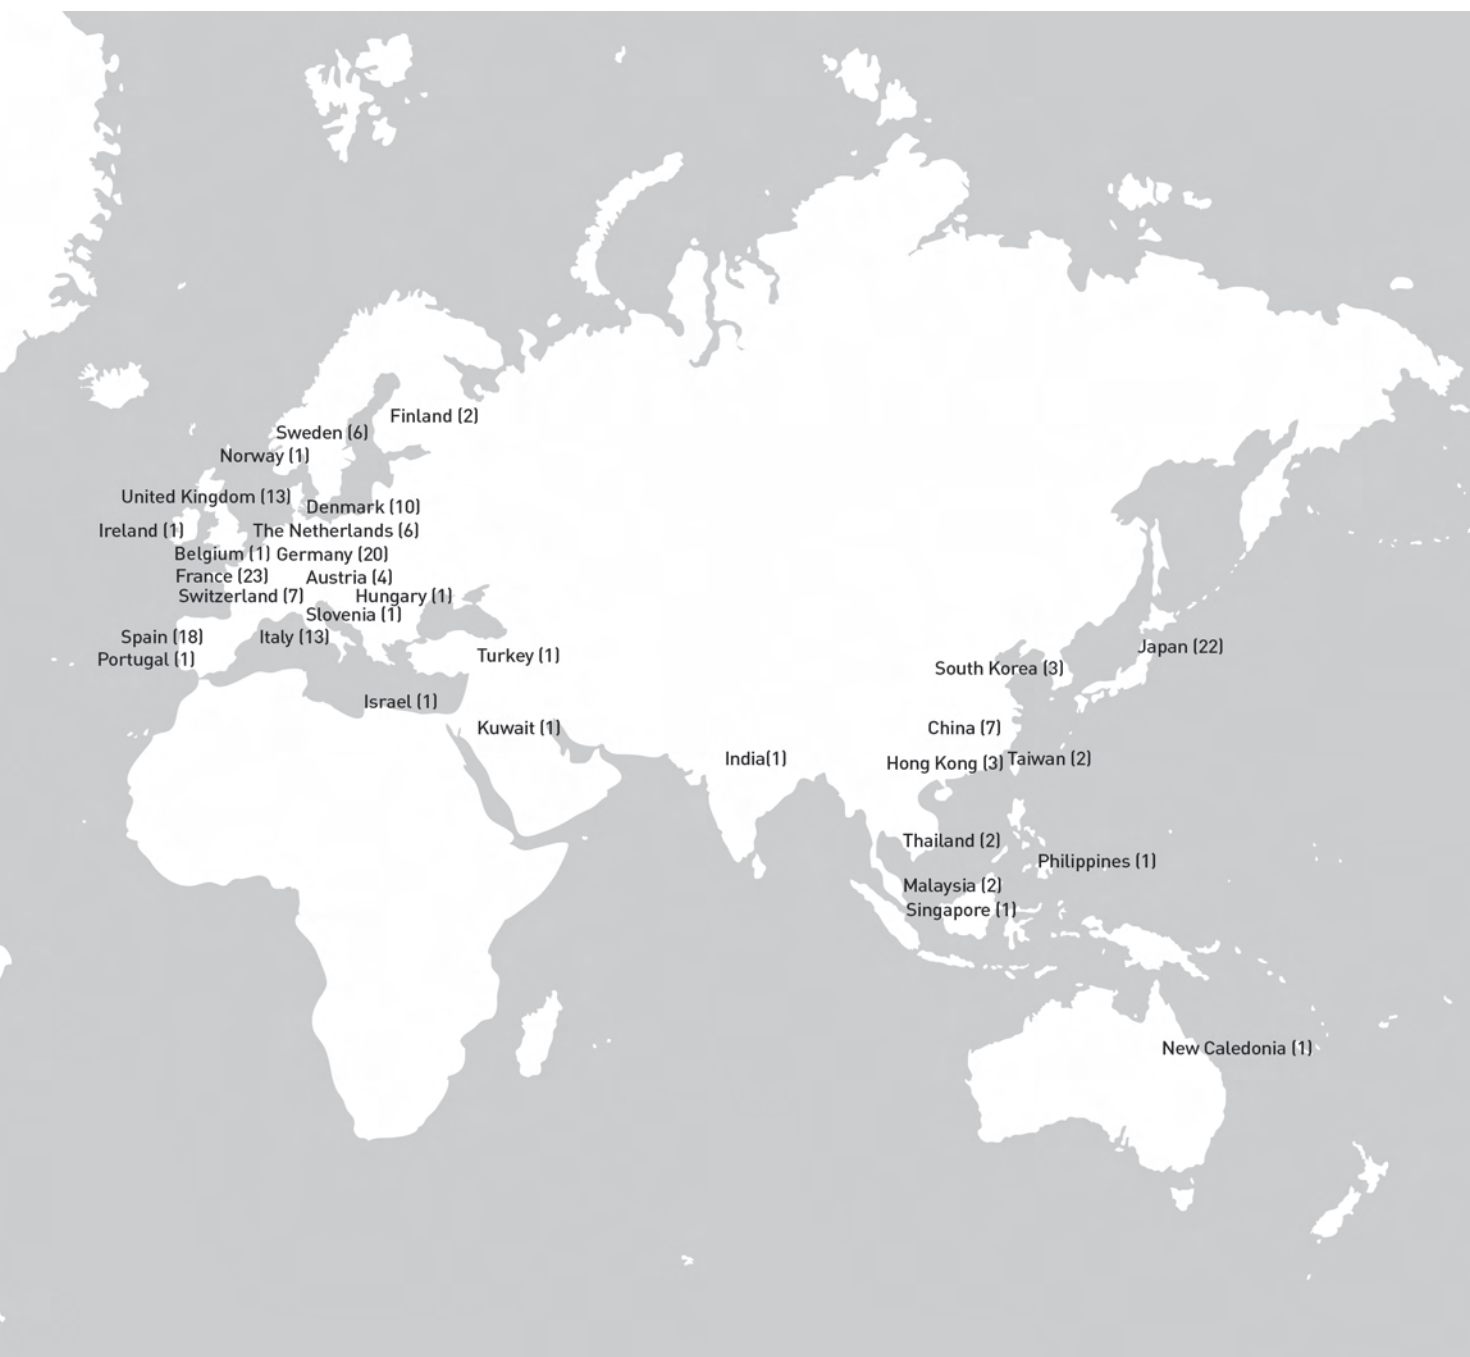 Finland (2)
Sweden (6)
Norway (1)
United Kingdom (13)
Denmark (10)
Ireland (1)
The Netherlands (6)
Belgium (1)
Germany (20)
France (23)
Austria (4)
Switzerland (7)
Hungary (1)
Slovenia (1)
Spain (18)
Italy (13)
Portugal (1)
Turkey (1)
Israel (1)
Kuwait (1)
India(1)
Japan (22)
South Korea (3)
China (7)
Hong Kong (3)
Taiwan (2)
Thailand (2)
Philippines (1)
Malaysia (2)
Singapore (1)
New Caledonia (1)